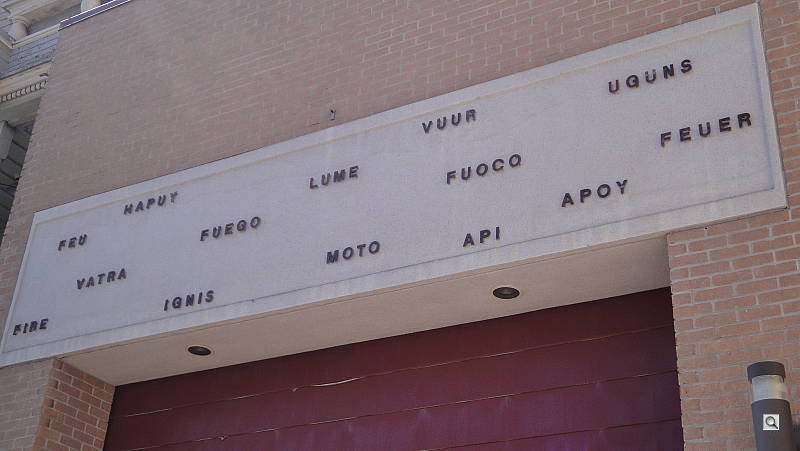 FEU HAPUY LUME VUUR UGUNS
VATRA FUEGO FUOCO FEUER
FIRE IGNIS MOTO API APOY